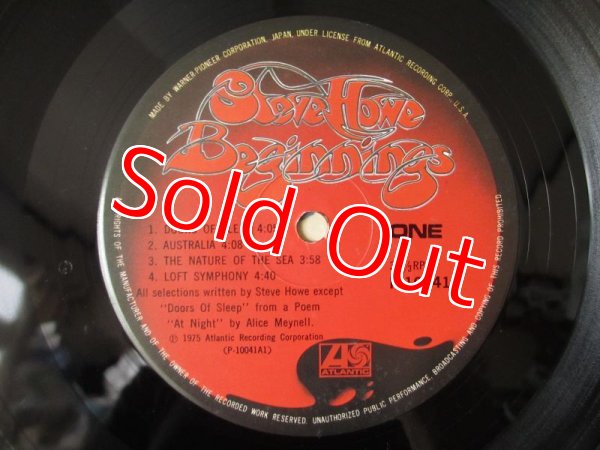 MADE BY WARNER-PIONEER CORPORATION, JAPAN, UNDER LICENSE FROM ATLANTIC RECORDING CORP., U.S.A.
Steve Howe
Beginnings
Sold Out
1. DOORS OF 4:0
2. AUSTRALIA 4:08
3. THE NATURE OF THE SEA 3:58
4. LOFT SYMPHONY 4:40
ONE
All selections written by Steve Howe except
"Doors Of Sleep" from a Poem
"At Night" by Alice Meynell.
Ⓟ 1975 Atlantic Recording Corporation
(P-10041A1)
ATLANTIC
RIGHTS OF THE MANUFACTURER AND OF THE OWNER OF THE RECORDED WORK RESERVED. UNAUTHORIZED PUBLIC PERFORMANCE, BROADCASTING AND COPYING OF THIS RECORD PROHIBITED.